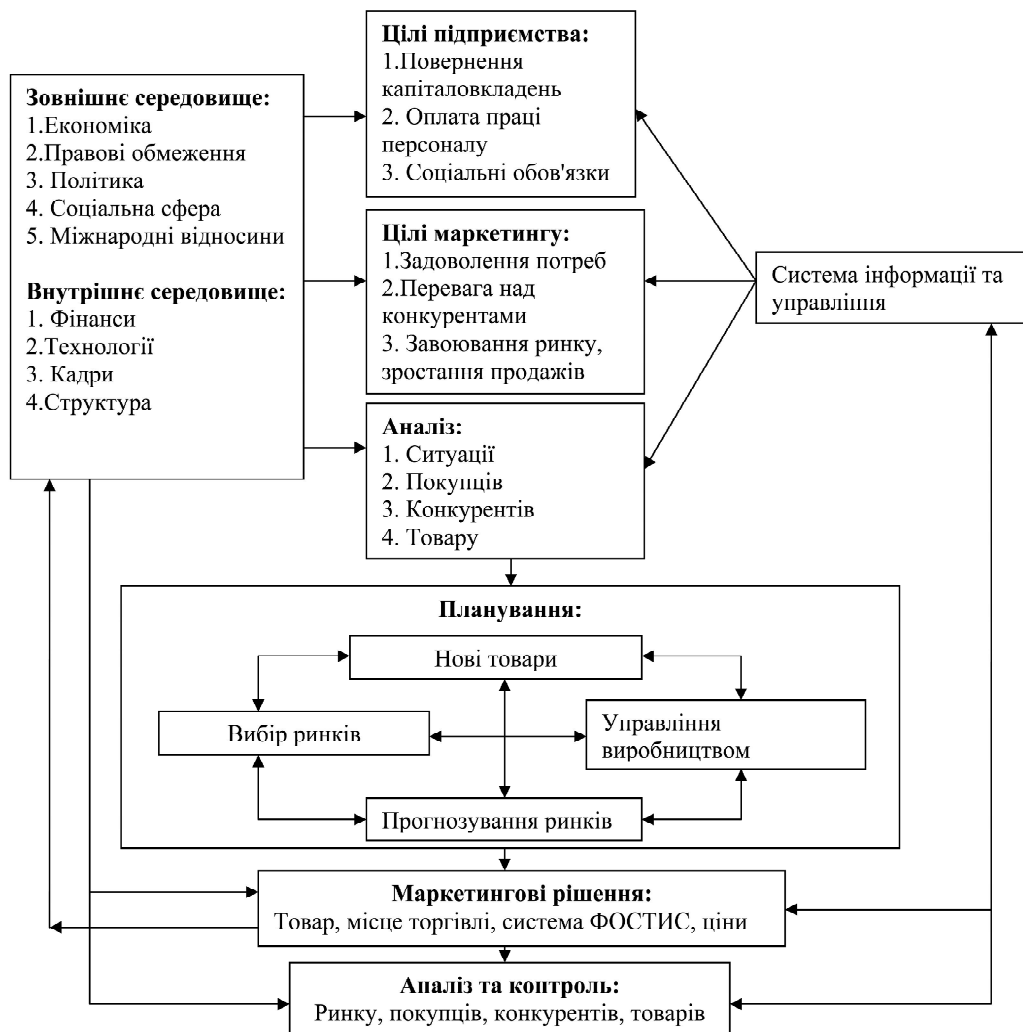 Цілі підприємства:
1.Повернення
капіталовкладень
2. Оплата праці
персоналу
3. Соціальні обов'язки
Зовнішнє середовище:
1.Економіка
2.Правові обмеження
3. Політика
4. Соціальна сфера
5. Міжнародні відносини
Внутрішнє середовище:
1. Фінанси
2.Технології
3. Кадри
4.Структура
Цілі маркетингу:
1.Задоволення потреб
2.Перевага над
конкурентами
3. Завоювання ринку,
зростання продажів
Система інформації та
управління
Аналіз:
1. Ситуації
2. Покупців
3. Конкурентів
4. Товару
Планування:
Нові товари
Вибір ринків
Управління
виробництвом
Прогнозування ринків
Маркетингові рішення:
Товар, місце торгівлі, система ФОСТИС, ціни
Аналіз та контроль:
Ринку, покупців, конкурентів, товарів